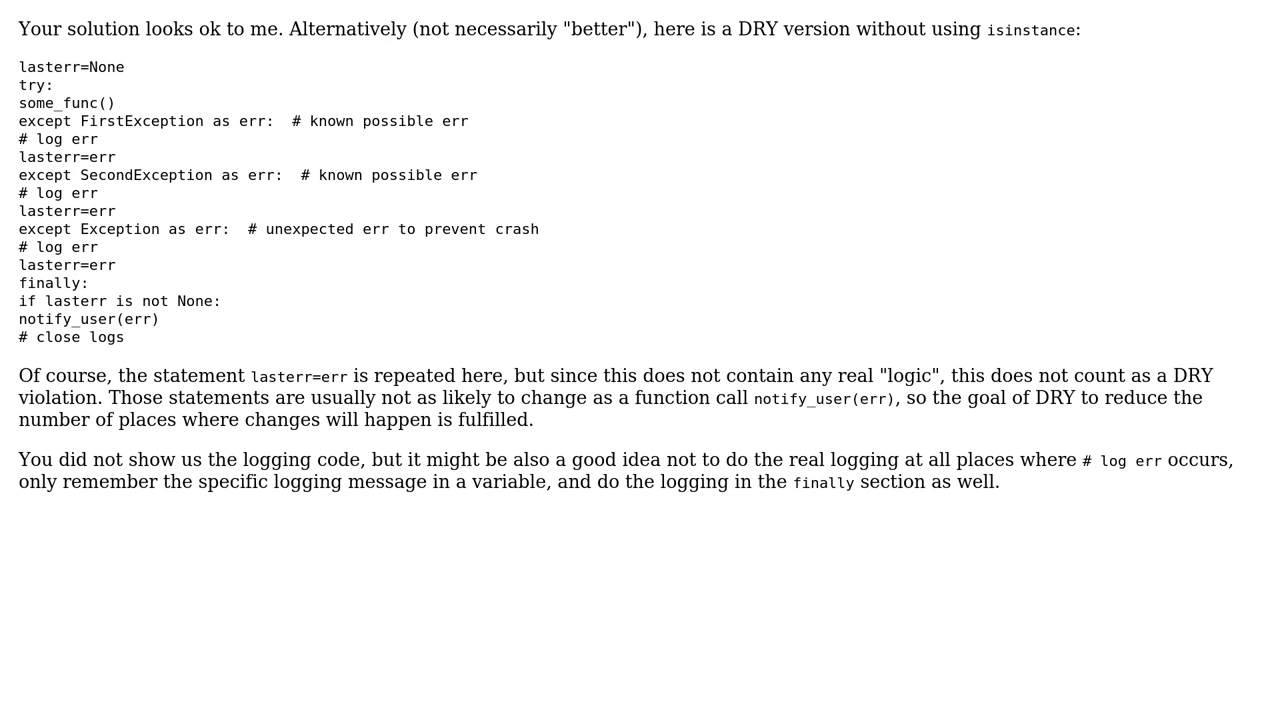 Your solution looks ok to me. Alternatively (not necessarily "better"), here is a DRY version without using isinstance:
lasterr=None
try:
some_func()
except FirstException as err:  # known possible err
# log err
lasterr=err
except SecondException as err:  # known possible err
# log err
lasterr=err
except Exception as err:  # unexpected err to prevent crash
# log err
lasterr=err
finally:
if lasterr is not None:
notify_user(err)
# close logs
Of course, the statement lasterr=err is repeated here, but since this does not contain any real "logic", this does not count as a DRY
violation. Those statements are usually not as likely to change as a function call notify_user(err), so the goal of DRY to reduce the
number of places where changes will happen is fulfilled.
You did not show us the logging code, but it might be also a good idea not to do the real logging at all places where # log err occurs,
only remember the specific logging message in a variable, and do the logging in the finally section as well.